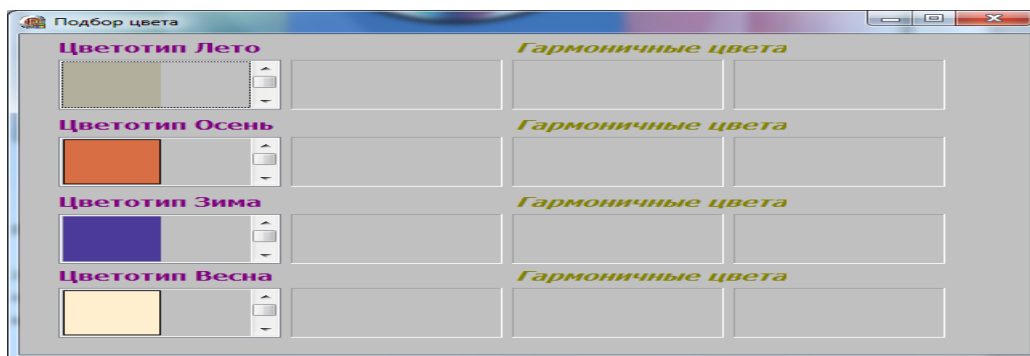 Подбор цвета
Цветотип Лето Гармоничные цвета
Цветотип Осень Гармоничные цвета
Цветотип Зима Гармоничные цвета
Цветотип Весна Гармоничные цвета